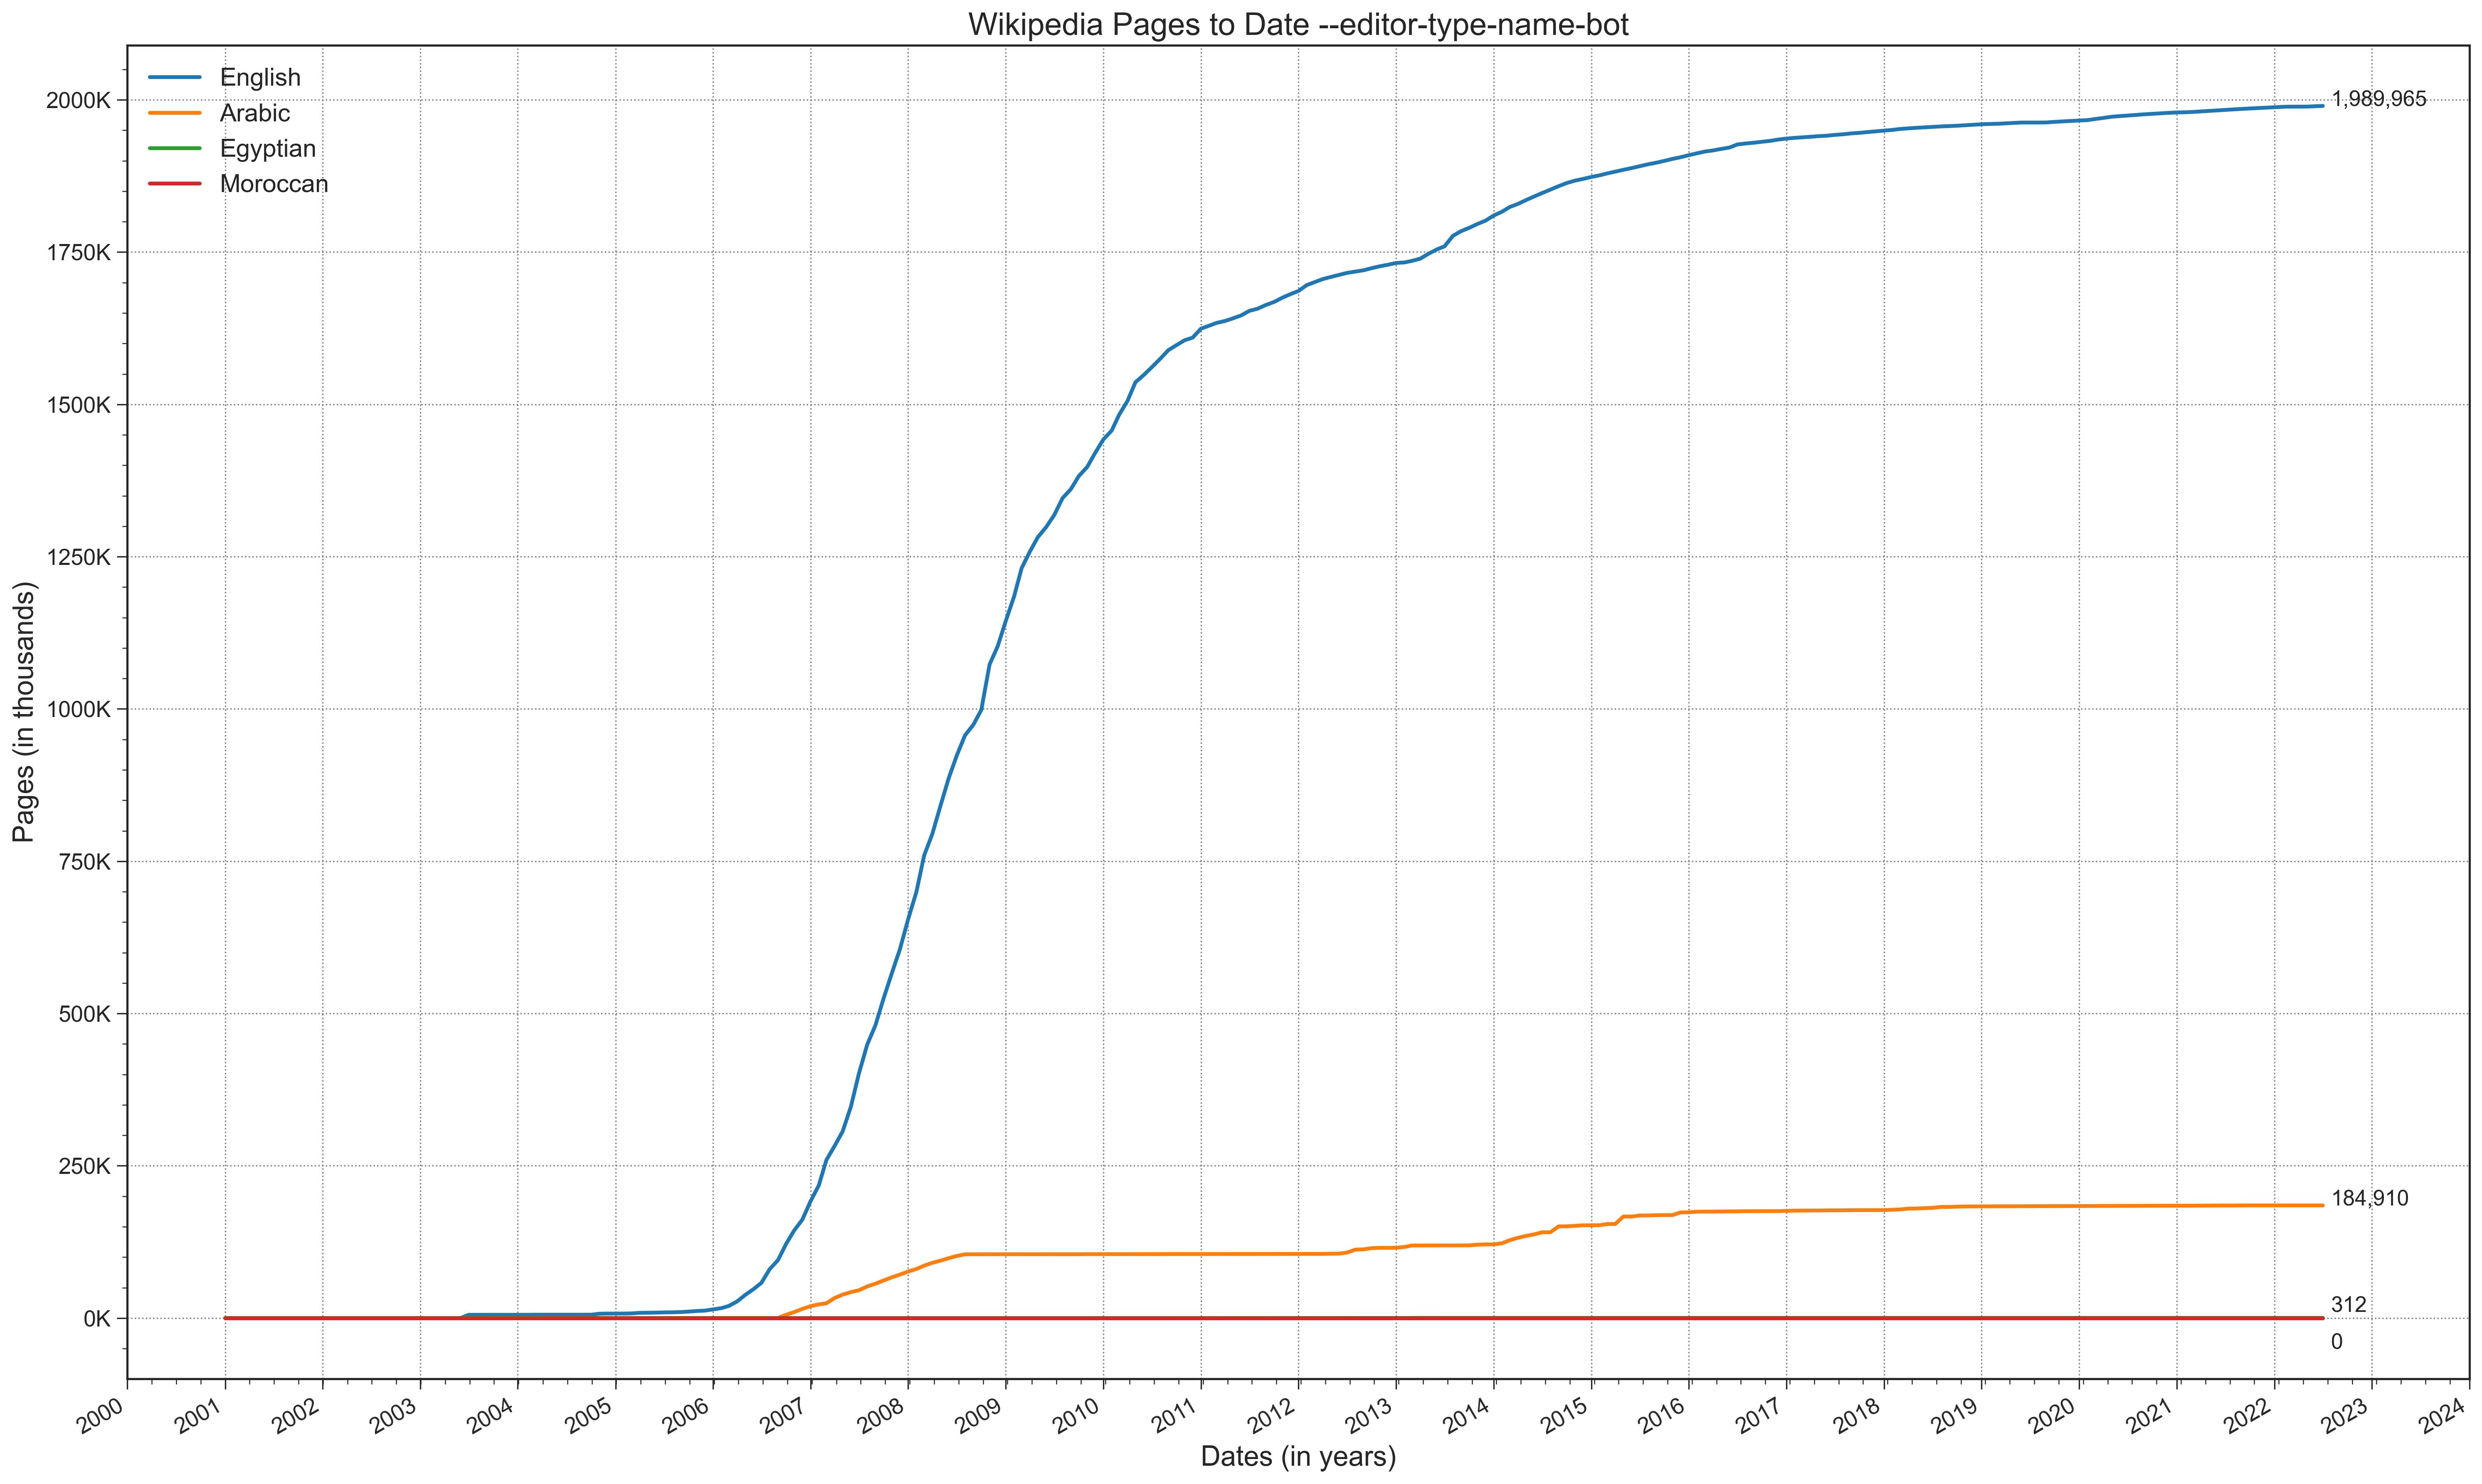 Wikipedia Pages to Date --editor-type-name-bot
English
Arabic
Egyptian
Moroccan
2000K
1750K
1500K
1250K
1000K
750K
500K
250K
0K
Pages (in thousands)
1,989,965
184,910
312
0
2000 2001 2002 2003 2004 2005 2006 2007 2008 2009 2010 2011 2012 2013 2014 2015 2016 2017 2018 2019 2020 2021 2022 2023 2024
Dates (in years)